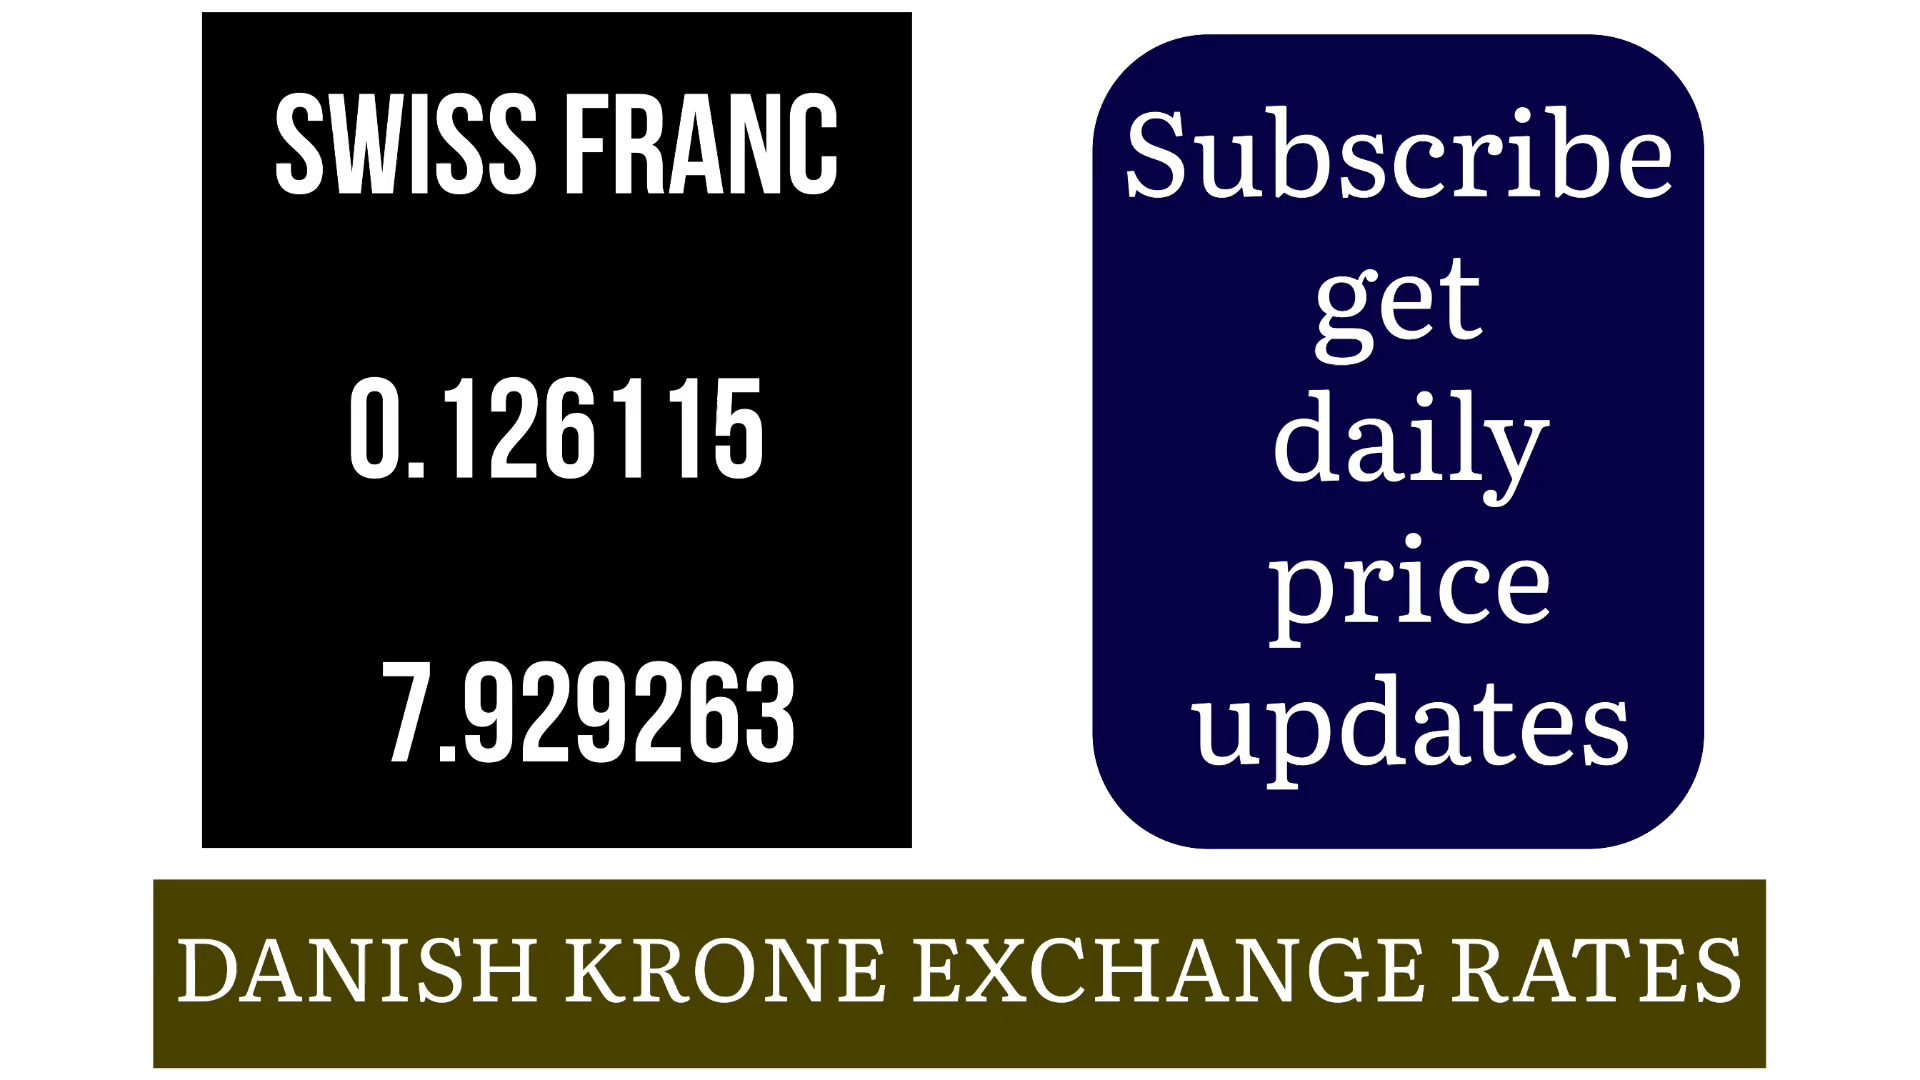 SWISS FRANC
0.126115
7.929263
Subscribe
get
daily
price
updates
DANISH KRONE EXCHANGE RATES